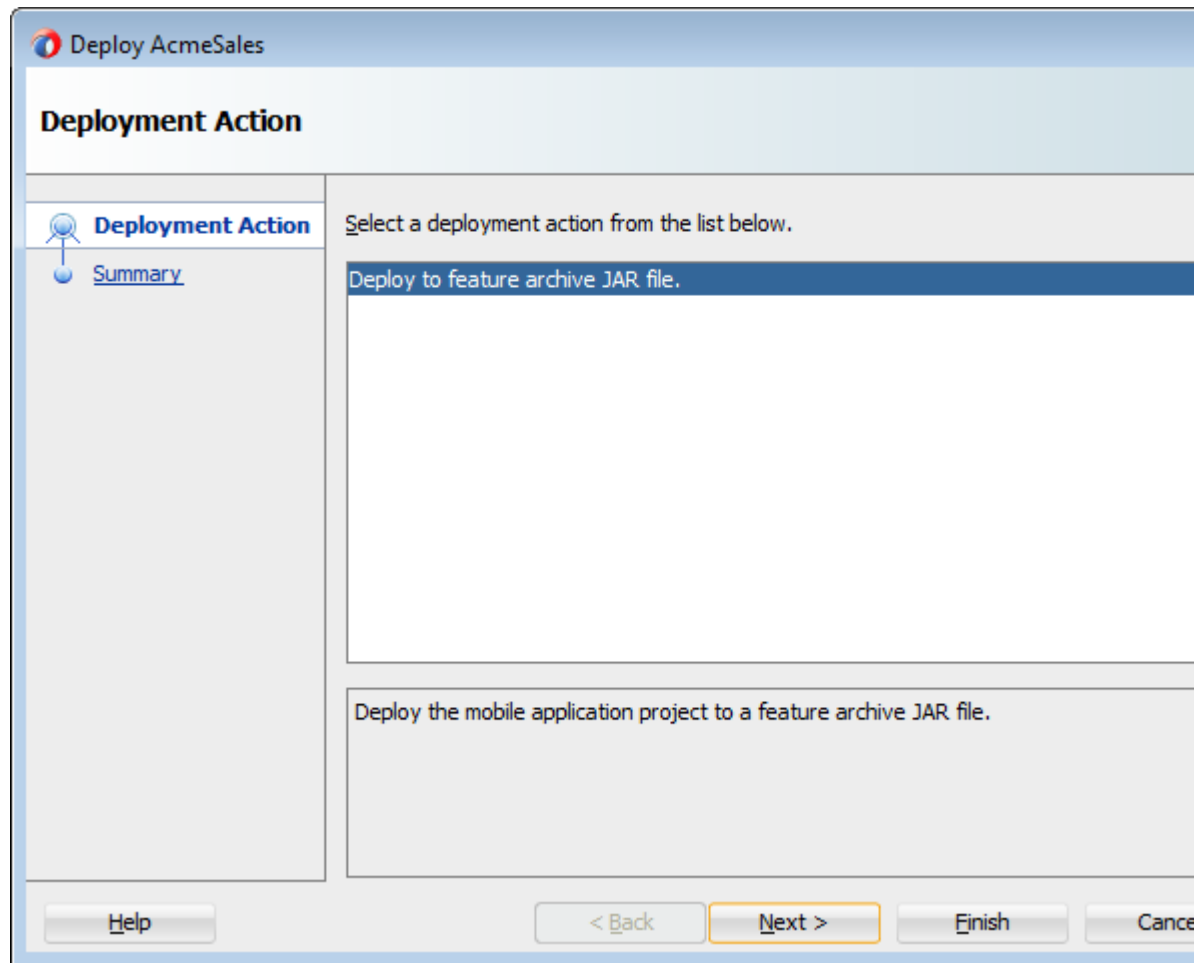 Deploy AcmeSales
Deployment Action
Deployment Action
Summary
Select a deployment action from the list below.
Deploy to feature archive JAR file.
Deploy the mobile application project to a feature archive JAR file.
Help
< Back
Next >
Finish
Cance